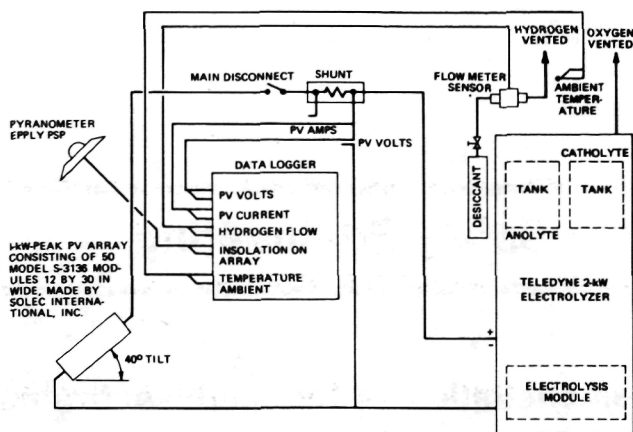 HYDROGEN
VENTED
OXYGEN
VENTED
MAIN DISCONNECT
SHUNT
FLOW METER
SENSOR
AMBIENT
TEMPER-
ATURE
PV AMPS
PV VOLTS
PYRANOMETER
EPPLY PSP
DATA LOGGER
PV VOLTS
PV CURRENT
HYDROGEN FLOW
INSOLATION ON
ARRAY
TEMPERATURE
AMBIENT
DESICCANT
CATHOLYTE
TANK
TANK
ANOLYTE
I-kW-PEAK PV ARRAY
CONSISTING OF 50
MODEL S-3136 MOD-
ULES 12 BY 30 IN
WIDE, MADE BY
SOLEC INTERNA-
TIONAL, INC.
TELEDYNE 2-kW
ELECTROLYZER
+
-
40° TILT
ELECTROLYSIS
MODULE